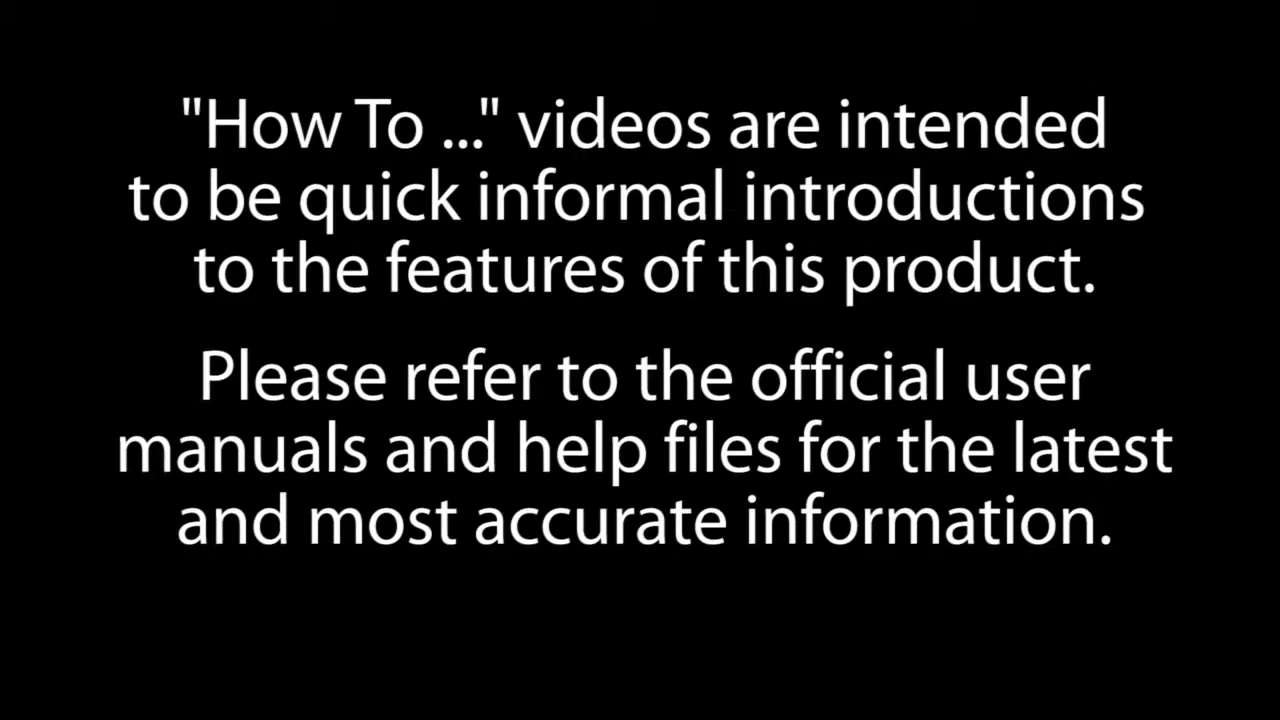 "How To ..." videos are intended
to be quick informal introductions
to the features of this product.
Please refer to the official user
manuals and help files for the latest
and most accurate information.